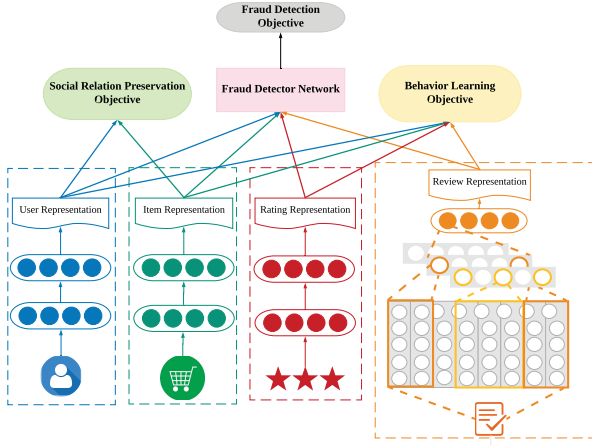 Fraud Detection
Objective
Social Relation Preservation
Objective
Fraud Detector Network
Behavior Learning
Objective
User Representation
Item Representation
Rating Representation
Review Representation